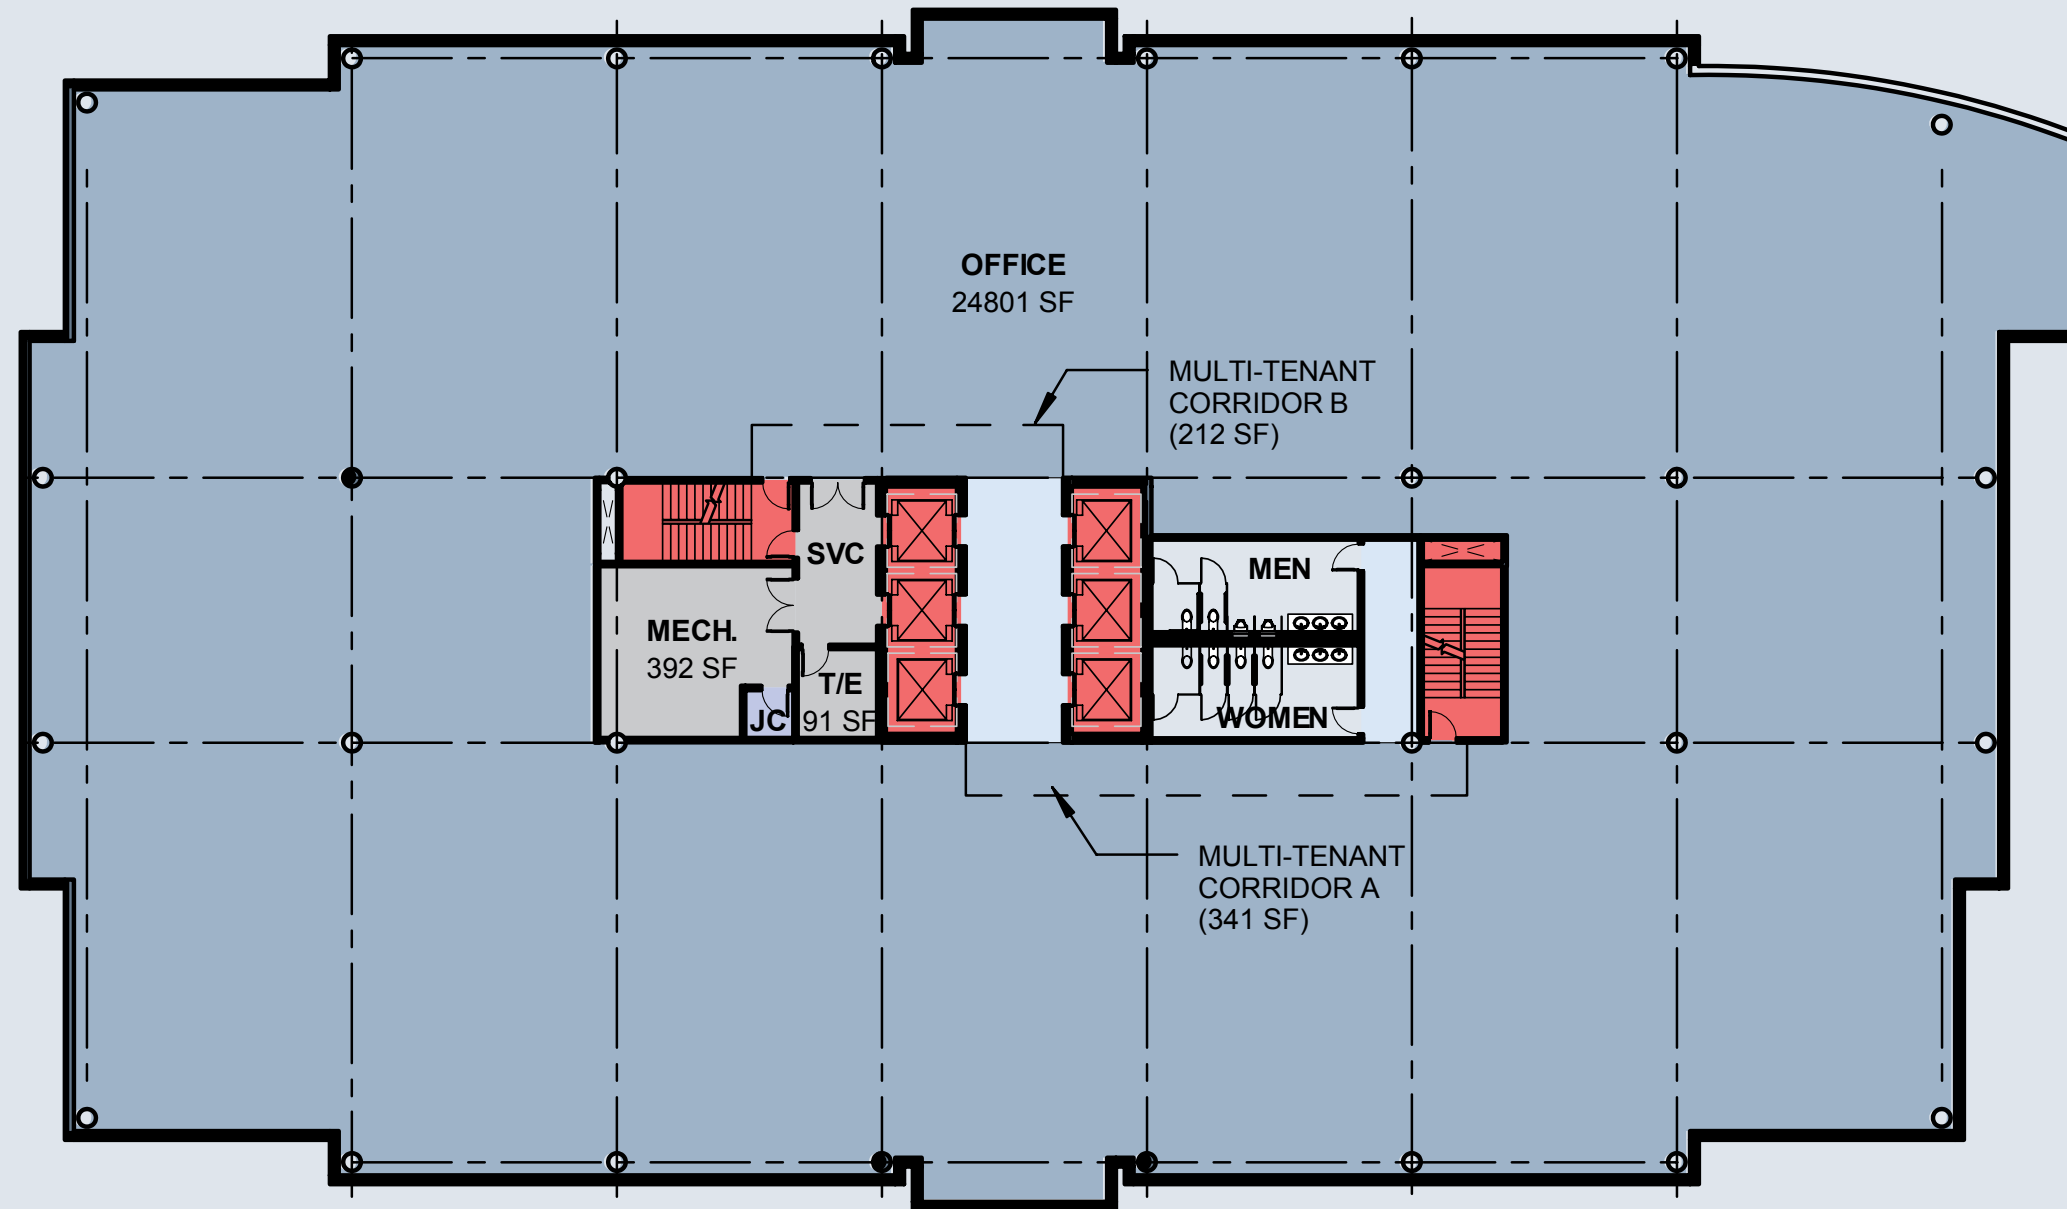 OFFICE
24801 SF
MULTI-TENANT
CORRIDOR B
(212 SF)
SVC
MEN
MECH.
392 SF
T/E
JC
91 SF
WOMEN
MULTI-TENANT
CORRIDOR A
(341 SF)